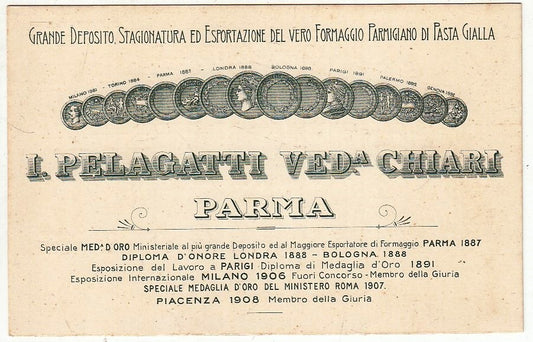 GRANDE DEPOSITO, STAGIONATURA ED ESPORTAZIONE DEL VERO FORMAGGIO PARMIGIANO DI PASTA GIALLA
MILANO 1881 TORINO 1884 PARMA 1887 - LONDRA 1888 BOLOGNA 1888 PARIGI 1891 PALERMO 1892
I. PELAGATTI VEDᴬ CHIARI
PARMA
Speciale MEDª D'ORO Ministeriale al più grande Deposito ed al Maggiore Esportatore di Formaggio PARMA 1887
DIPLOMA D'ONORE LONDRA 1888 - BOLOGNA. 1888
Esposizione del Lavoro a PARIGI Diploma di Medaglia d'Oro 1891
Esposizione Internazionale MILANO 1906 Fuori Concorso - Membro della Giuria
SPECIALE MEDAGLIA D'ORO DEL MINISTERO ROMA 1907.
PIACENZA 1908 Membro della Giuria